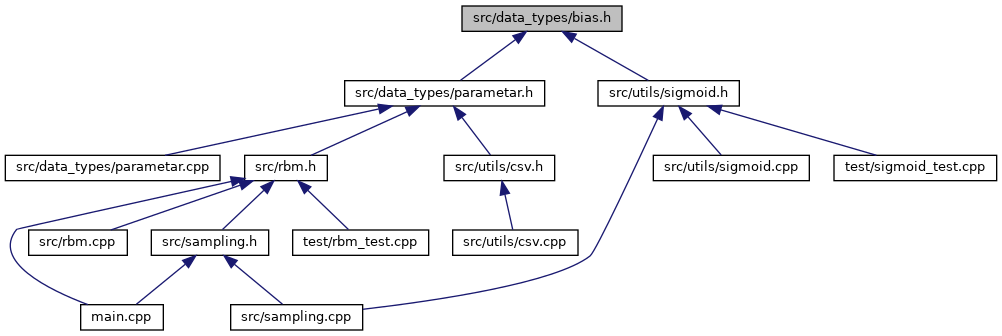 src/data_types/bias.h
src/data_types/parametar.h
src/utils/sigmoid.h
src/data_types/parametar.cpp
src/rbm.h
src/utils/csv.h
src/utils/sigmoid.cpp
test/sigmoid_test.cpp
src/rbm.cpp
src/sampling.h
test/rbm_test.cpp
src/utils/csv.cpp
main.cpp
src/sampling.cpp